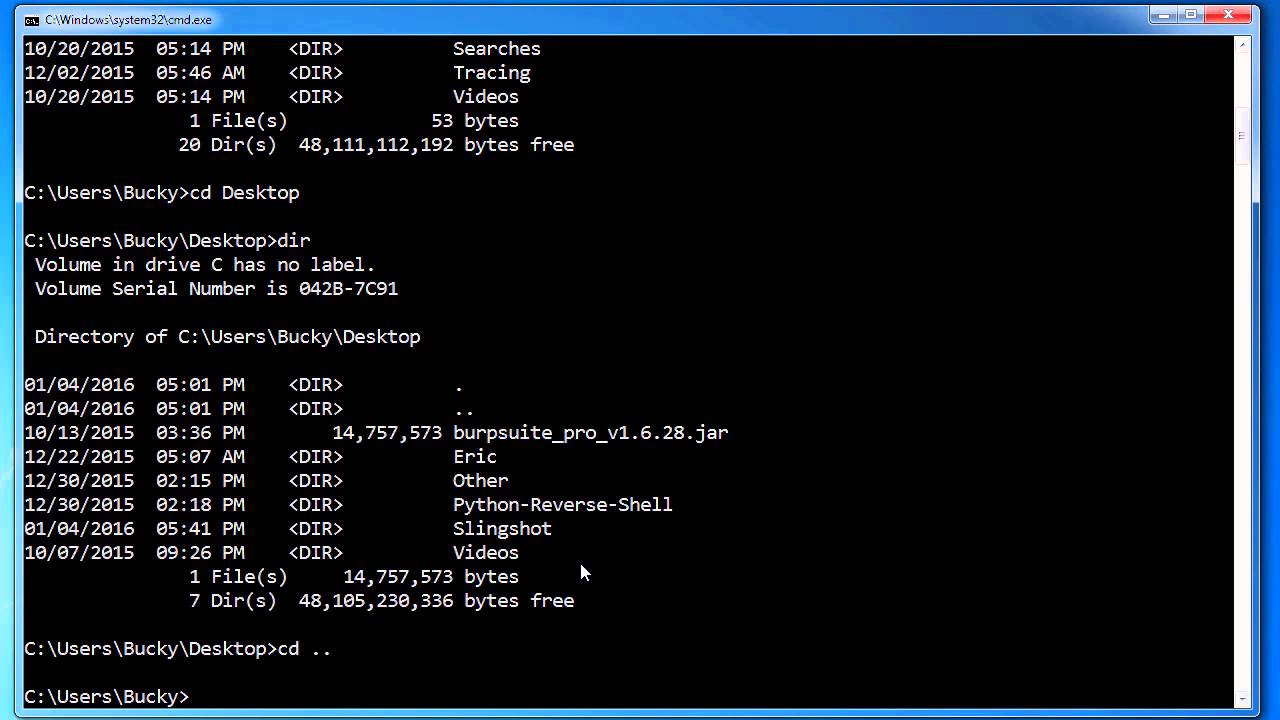 C:\Windows\system32\cmd.exe
10/20/2015  05:14 PM    <DIR>          Searches
12/02/2015  05:46 AM    <DIR>          Tracing
10/20/2015  05:14 PM    <DIR>          Videos
               1 File(s)             53 bytes
              20 Dir(s)  48,111,112,192 bytes free

C:\Users\Bucky>cd Desktop

C:\Users\Bucky\Desktop>dir
 Volume in drive C has no label.
 Volume Serial Number is 042B-7C91

 Directory of C:\Users\Bucky\Desktop

01/04/2016  05:01 PM    <DIR>          .
01/04/2016  05:01 PM    <DIR>          ..
10/13/2015  03:36 PM        14,757,573 burpsuite_pro_v1.6.28.jar
12/22/2015  05:07 AM    <DIR>          Eric
12/30/2015  02:15 PM    <DIR>          Other
12/30/2015  02:18 PM    <DIR>          Python-Reverse-Shell
01/04/2016  05:41 PM    <DIR>          Slingshot
10/07/2015  09:26 PM    <DIR>          Videos
               1 File(s)     14,757,573 bytes
               7 Dir(s)  48,105,230,336 bytes free

C:\Users\Bucky\Desktop>cd ..

C:\Users\Bucky>